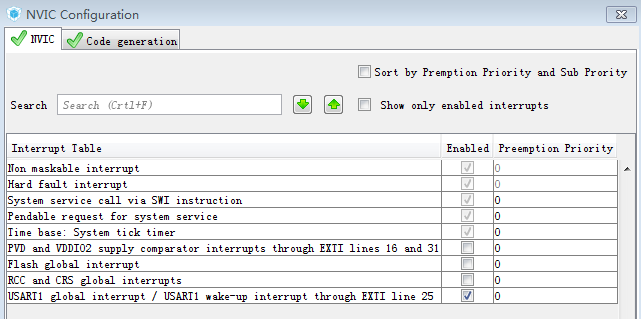 NVIC Configuration
NVIC
Code generation
Sort by Premption Priority and Sub Prority
Search
Search (Crtl+F)
Show only enabled interrupts
Interrupt Table Enabled Preemption Priority
Non maskable interrupt 0
Hard fault interrupt 0
System service call via SWI instruction 0
Pendable request for system service 0
Time base: System tick timer 0
PVD and VDDIO2 supply comparator interrupts through EXTI lines 16 and 31 0
Flash global interrupt 0
RCC and CRS global interrupts 0
USART1 global interrupt / USART1 wake-up interrupt through EXTI line 25 0